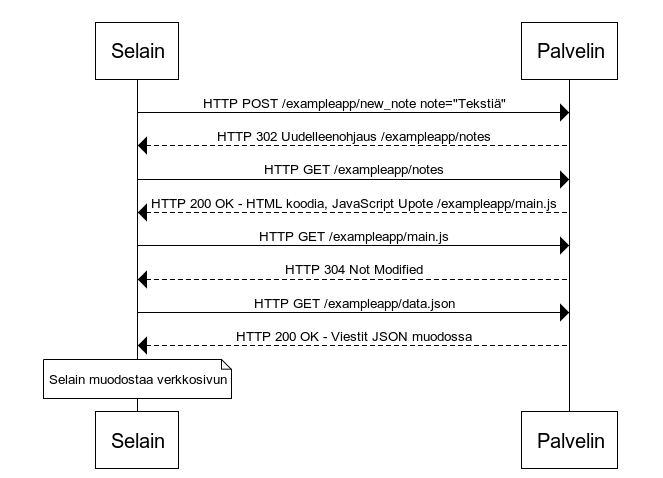 Selain
Palvelin
HTTP POST /exampleapp/new_note note="Tekstiä"
HTTP 302 Uudelleenohjaus /exampleapp/notes
HTTP GET /exampleapp/notes
HTTP 200 OK - HTML koodia, JavaScript Upote /exampleapp/main.js
HTTP GET /exampleapp/main.js
HTTP 304 Not Modified
HTTP GET /exampleapp/data.json
HTTP 200 OK - Viestit JSON muodossa
Selain muodostaa verkkosivun
Selain
Palvelin